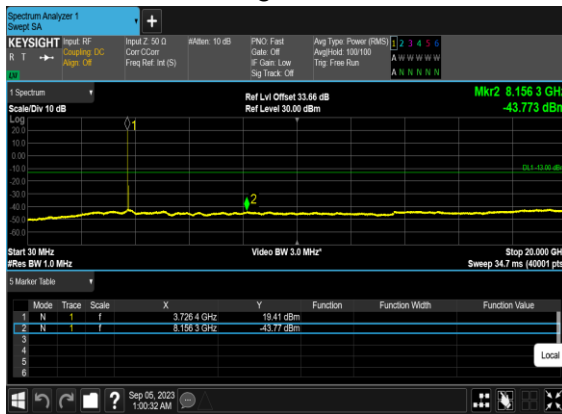 Spectrum Analyzer 1
Swept SA
+
KEYSIGHT Input: RF Input Z: 50 Ω #Atten: 10 dB PNO: Fast Avg Type: Power (RMS) 1 2 3 4 5 6
R T Coupling: DC Corr CCorr Gate: Off Avg|Hold: 100/100 A W W W W W
Align: Off Freq Ref: Int (S) IF Gain: Low Trig: Free Run
LXI Sig Track: Off A N N N N N
1 Spectrum Ref Lvl Offset 33.66 dB Mkr2 8.156 3 GHz
Scale/Div 10 dB Ref Level 30.00 dBm -43.773 dBm
Log
20.0
10.0
0.00
-10.0
-20.0
-30.0
-40.0
-50.0
-60.0
1
DL1 -13.00 dBm
2
Start 30 MHz Video BW 3.0 MHz* Stop 20.000 GHz
#Res BW 1.0 MHz Sweep 34.7 ms (40001 pts)
5 Marker Table
Mode Trace Scale X Y Function Function Width Function Value
1 N 1 f 3.726 4 GHz 19.41 dBm
2 N 1 f 8.156 3 GHz -43.77 dBm
3
4
5
6
Local
? Sep 05, 2023
1:00:32 AM